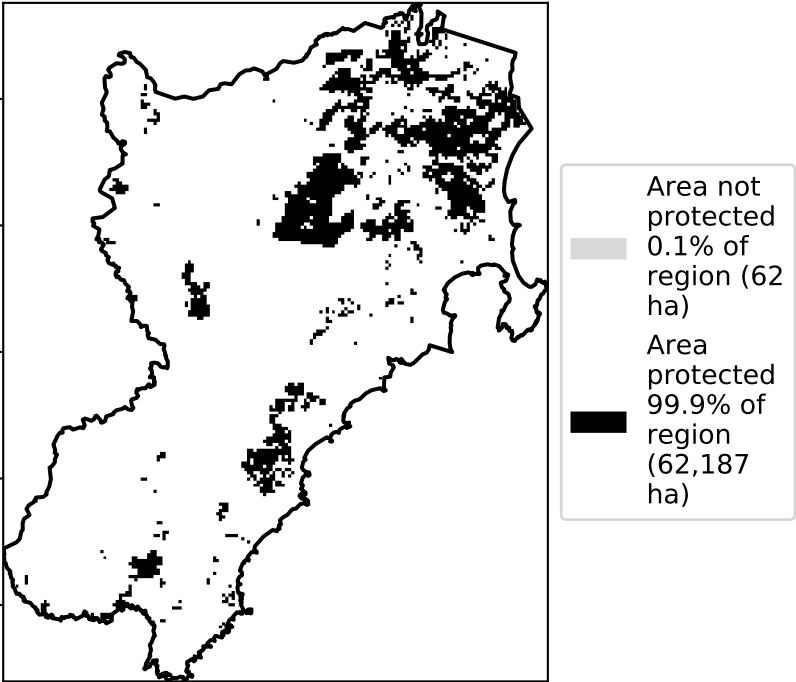 Area not
protected
0.1% of
region (62
ha)
Area
protected
99.9% of
region
(62,187
ha)